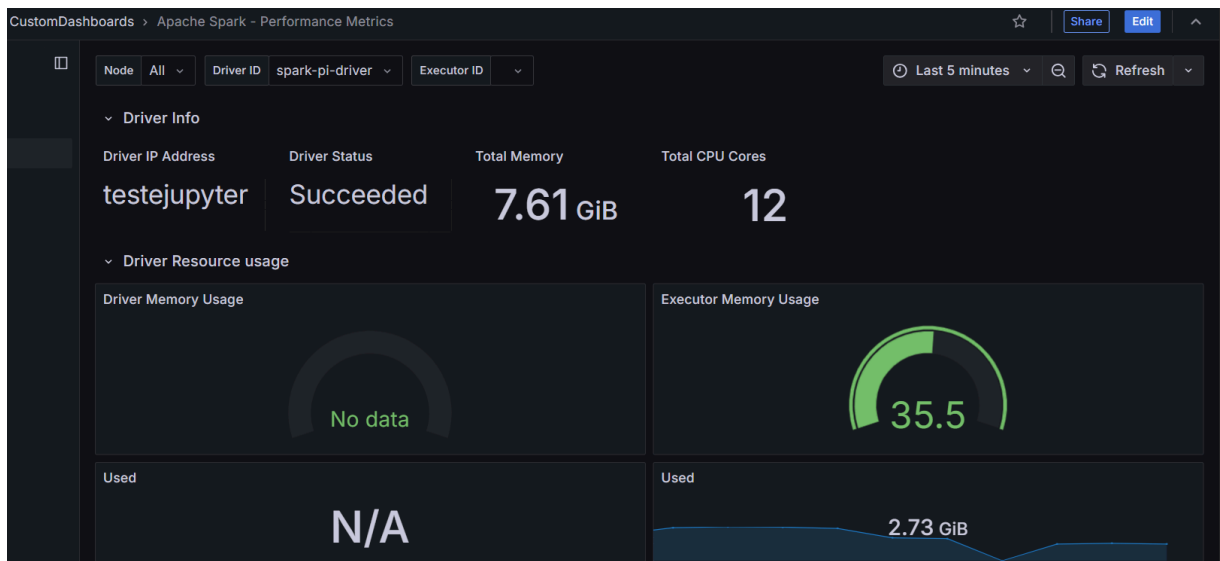 CustomDashboards › Apache Spark - Performance Metrics
Share
Edit
Node All
Driver ID spark-pi-driver
Executor ID
Last 5 minutes
Refresh
Driver Info
Driver IP Address
Driver Status
Total Memory
Total CPU Cores
testejupyter
Succeeded
7.61 GiB
12
Driver Resource usage
Driver Memory Usage
Executor Memory Usage
No data
35.5
Used
Used
N/A
2.73 GiB